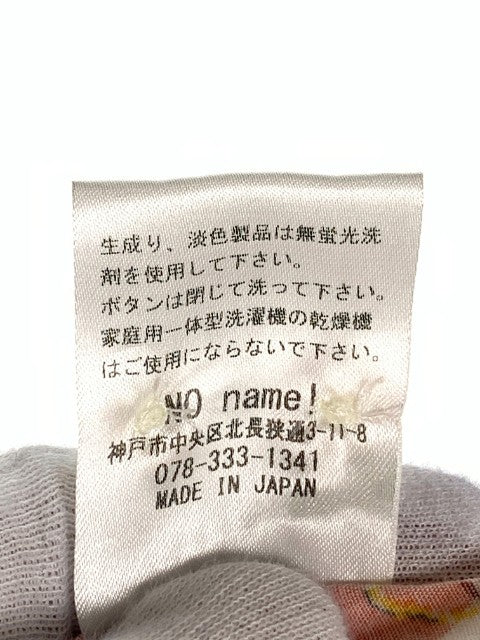 生成り、淡色製品は無蛍光洗
剤を使用して下さい。
ボタンは閉じて洗って下さい。
家庭用一体型洗濯機の乾燥機
はご使用にならないで下さい。
NO name!
神戸市中央区北長狭通3-11-8
078-333-1341
MADE IN JAPAN